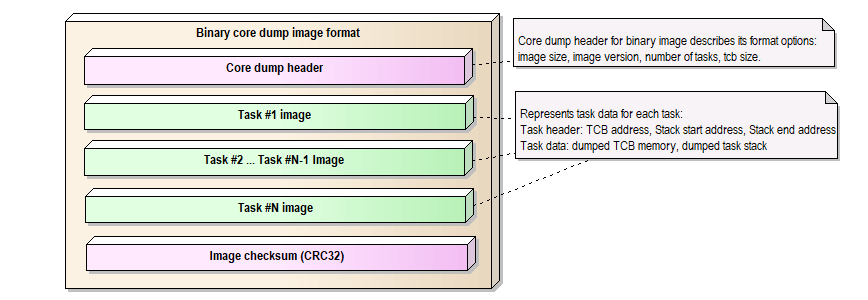 Binary core dump image format
Core dump header
Task #1 image
Task #2 ... Task #N-1 Image
Task #N image
Image checksum (CRC32)
Core dump header for binary image describes its format options:
image size, image version, number of tasks, tcb size.
Represents task data for each task:
Task header: TCB address, Stack start address, Stack end address
Task data: dumped TCB memory, dumped task stack